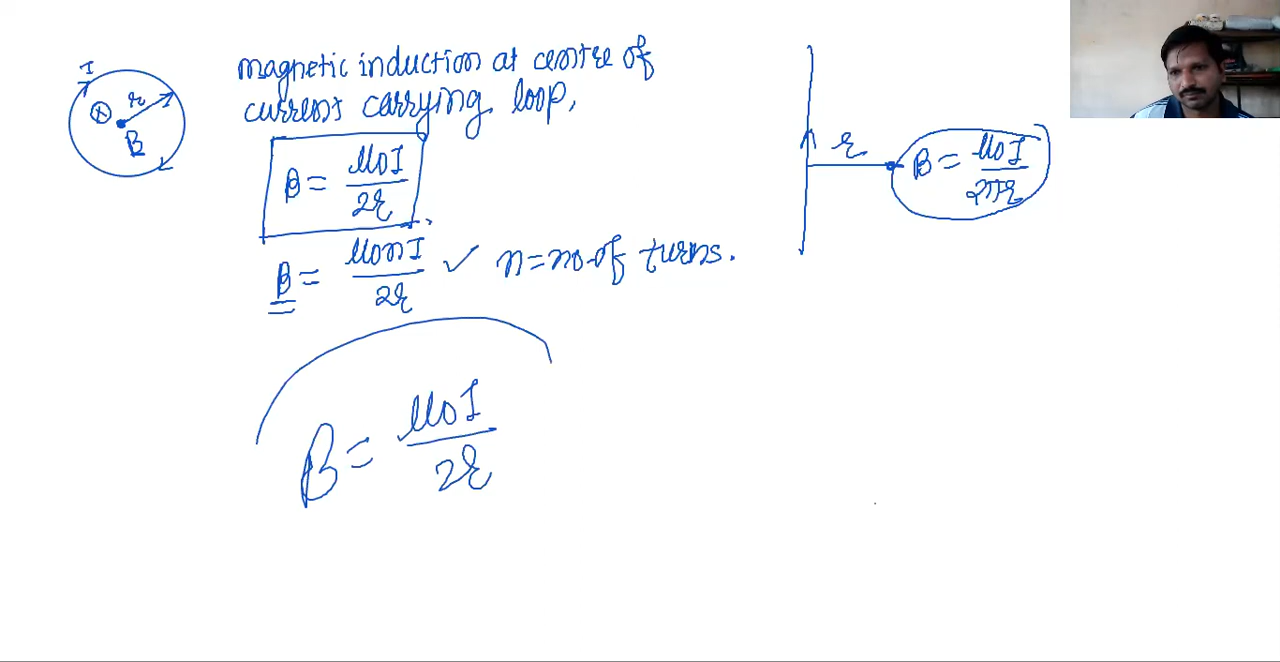 I
r
B
magnetic induction at centre of
current carrying loop,
B = μ0I / 2r
B = μ0nI / 2r ✓ n = no. of turns.
B = μ0I / 2r
r
B = μ0I / 2πr